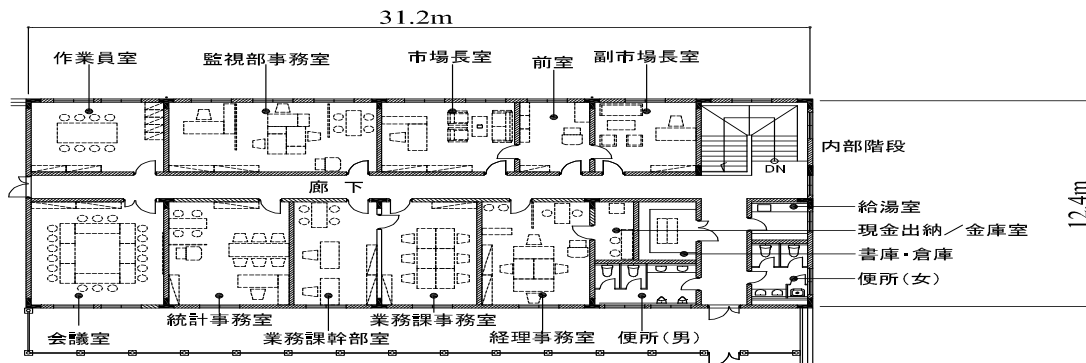 31.2m
作業員室
監視部事務室
市場長室
前室
副市場長室
内部階段
DN
廊 下
12.4m
給湯室
現金出納／金庫室
書庫・倉庫
便所(女)
会議室
統計事務室
業務課幹部室
業務課事務室
経理事務室
便所(男)